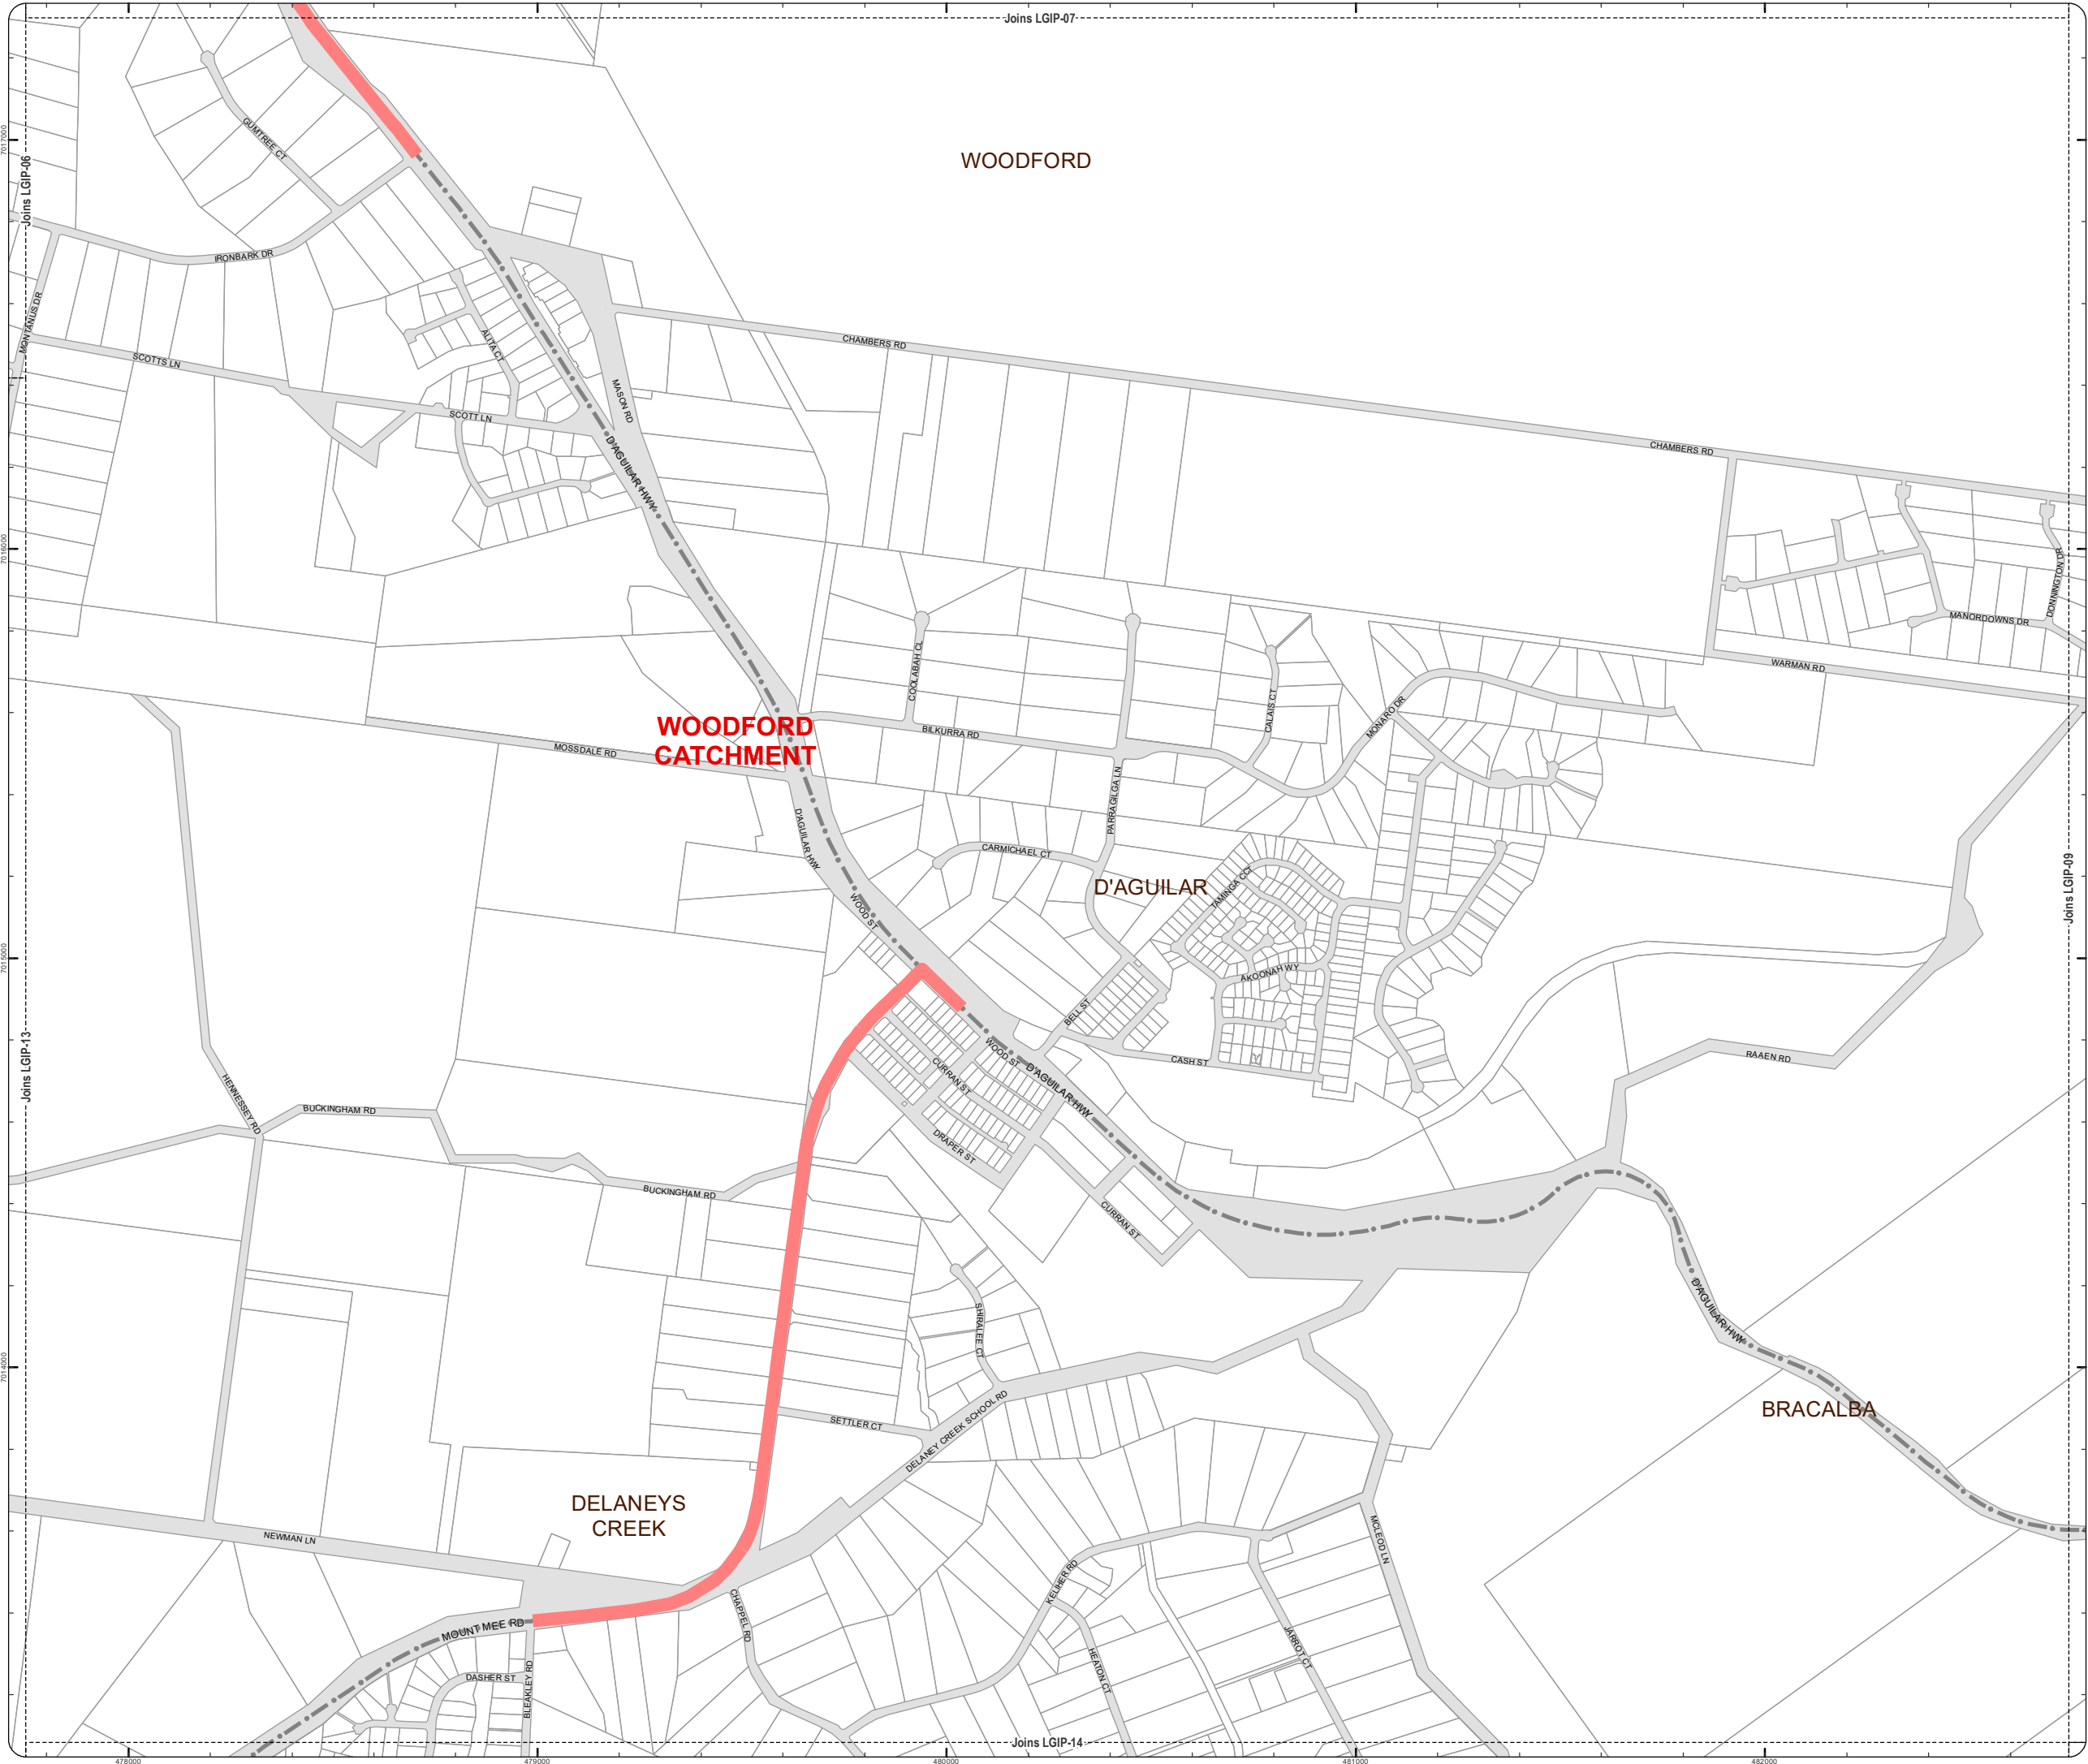 Joins LGIP-07
WOODFORD
7017000
Joins LGIP-06
GUMTREE CT
IRONBARK DR
MONTANUS DR
SCOTTS LN
ALITA CT
SCOTT LN
MASON RD
D'AGUILAR HWY
CHAMBERS RD
CHAMBERS RD
7016000
DONNINGTON DR
MANORDOWNS DR
WARMAN RD
COOLABAH CL
CALAIS CT
MONARO DR
BILKURRA RD
WOODFORD
CATCHMENT
MOSSDALE RD
PARRAGILGA LN
D'AGUILAR HWY
CARMICHAEL CT
D'AGUILAR
TAMINGA CCT
Joins LGIP-09
WOOD ST
7015000
AKOONAH WY
BELL ST
CASH ST
Joins LGIP-13
WOOD ST
D'AGUILAR HWY
CURRAN ST
RAAEN RD
HENNESSEY RD
BUCKINGHAM RD
DRAPER ST
BUCKINGHAM RD
CURRAN ST
SHIRALEE CT
D'AGUILAR HWY
7014000
BRACALBA
SETTLER CT
DELANEY CREEK SCHOOL RD
DELANEYS
CREEK
NEWMAN LN
MCLEOD LN
KELIHER RD
CHAPPEL RD
MOUNT MEE RD
JARROT CT
HEATON CT
DASHER ST
BLEAKLEY RD
Joins LGIP-14
478000
479000
480000
481000
482000